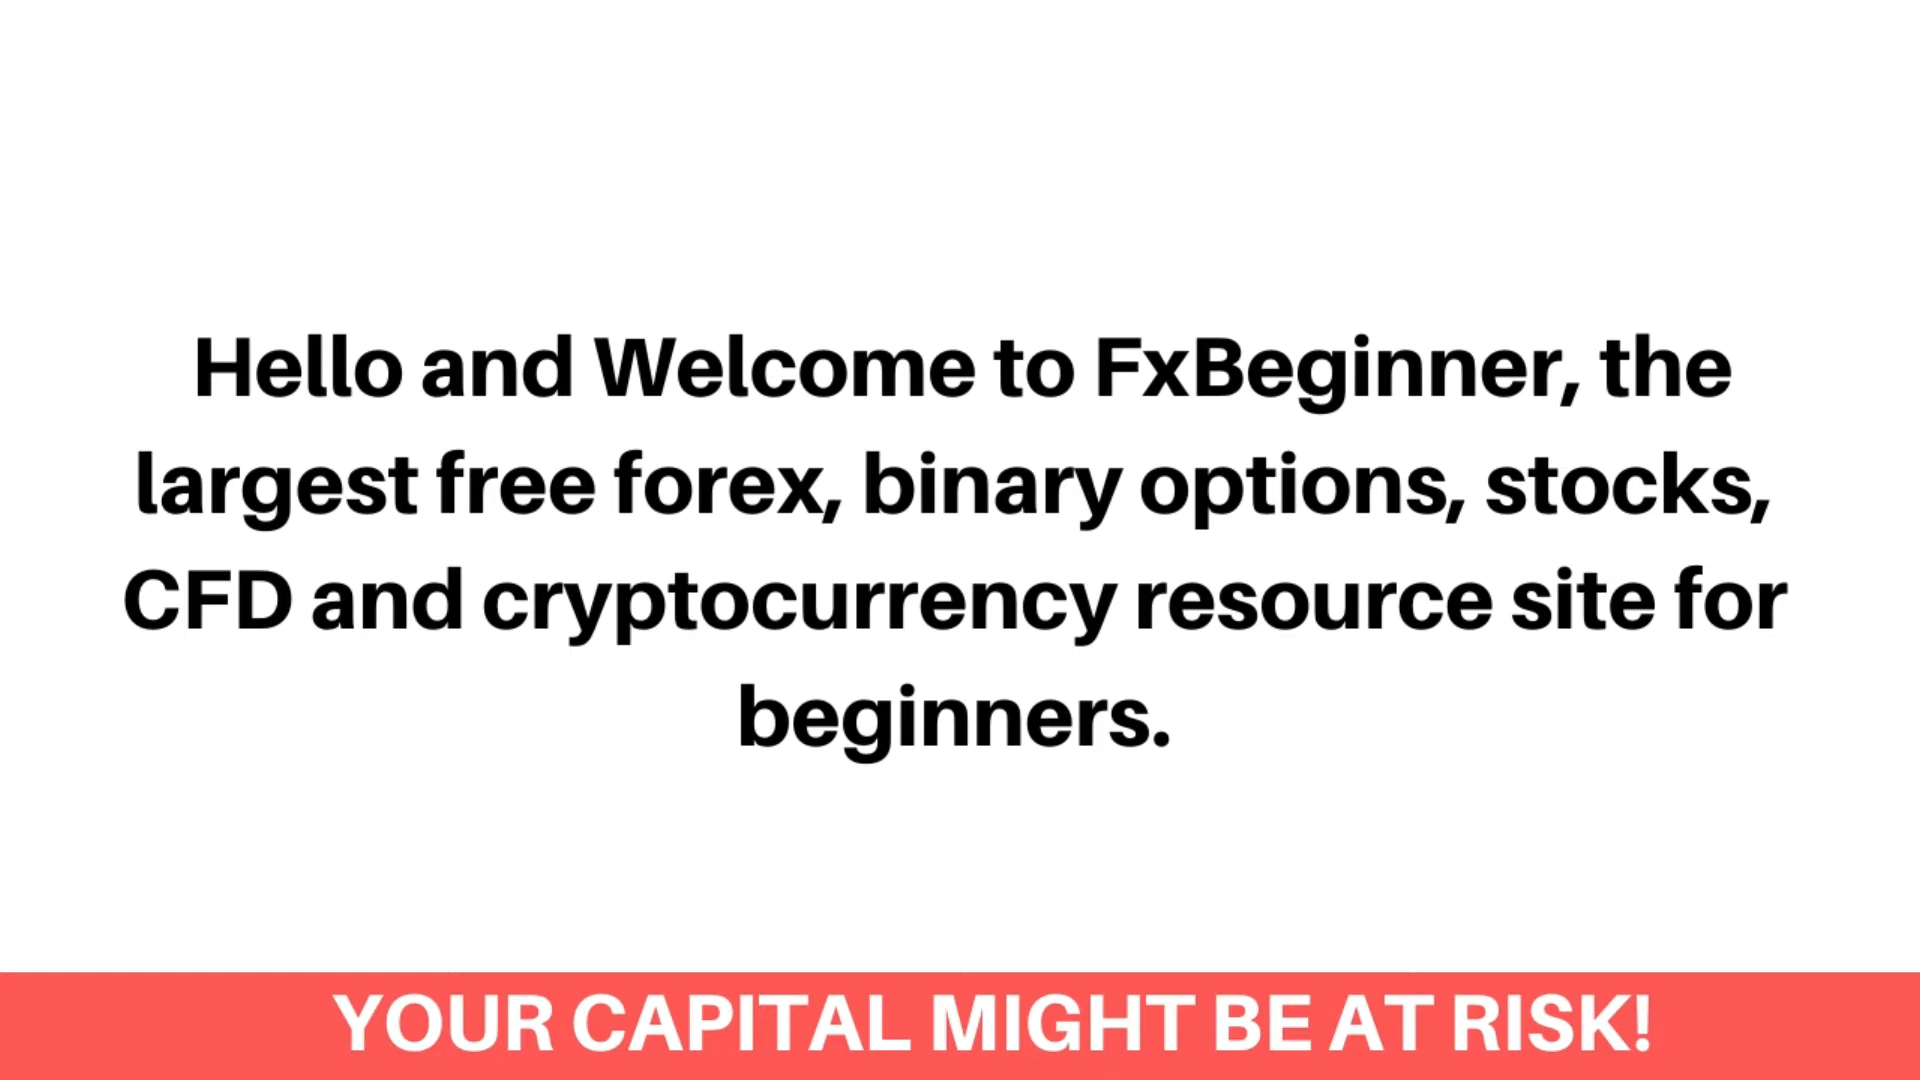 Hello and Welcome to FxBeginner, the
largest free forex, binary options, stocks,
CFD and cryptocurrency resource site for
beginners.
YOUR CAPITAL MIGHT BE AT RISK!